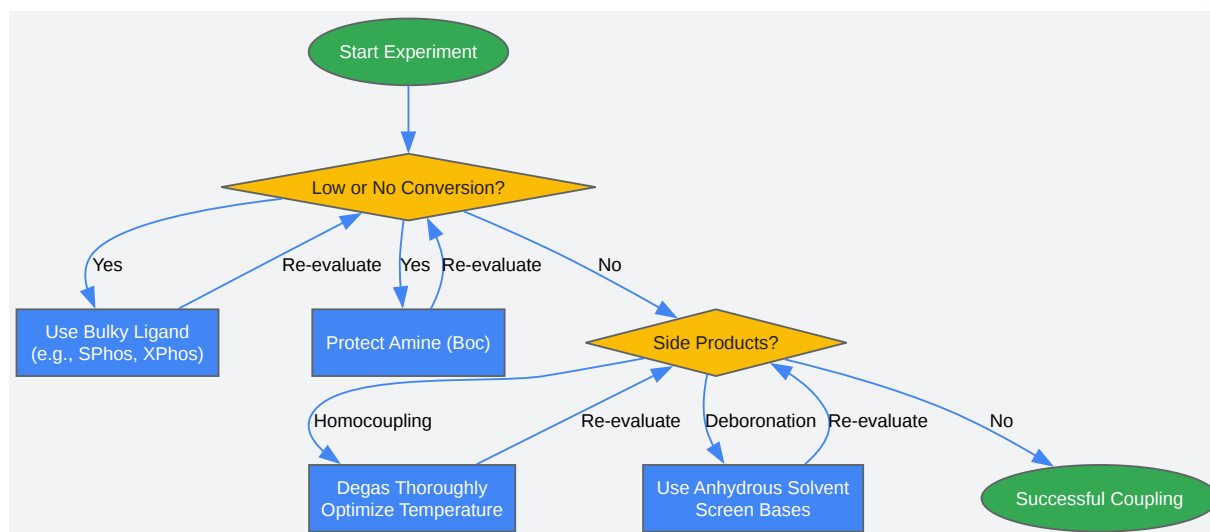 Start Experiment
Low or No Conversion?
Yes
Re-evaluate
Yes
Re-evaluate
No
Use Bulky Ligand
(e.g., SPhos, XPhos)
Protect Amine (Boc)
Side Products?
Homocoupling
Re-evaluate
Deboronation
Re-evaluate
No
Degas Thoroughly
Optimize Temperature
Use Anhydrous Solvent
Screen Bases
Successful Coupling